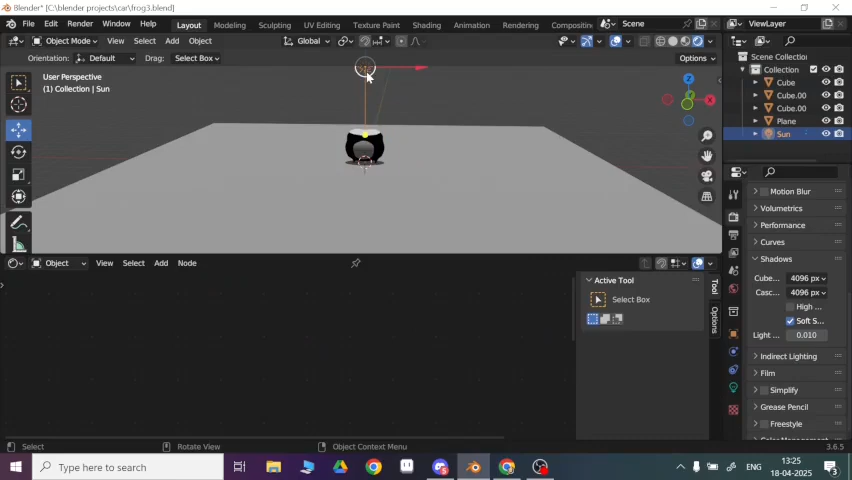 Blender* [C:\blender projects\car\frog3.blend]
File Edit Render Window Help Layout Modeling Sculpting UV Editing Texture Paint Shading Animation Rendering Compositing Scene ViewLayer
Object Mode View Select Add Object Global
Orientation: Default Drag: Select Box Options
User Perspective
(1) Collection | Sun
Z
X
Y
Scene Collection
Collection
Cube
Cube.00
Cube.00
Plane
Sun
Motion Blur
Volumetrics
Performance
Curves
Shadows
Cube... 4096 px
Casc... 4096 px
High ...
Soft S...
Light ... 0.010
Indirect Lighting
Film
Simplify
Grease Pencil
Freestyle
Color Management
Object View Select Add Node
Active Tool
Select Box
Tool
Options
Select Rotate View Object Context Menu 3.6.5
Type here to search
ENG
13:25
18-04-2025
3